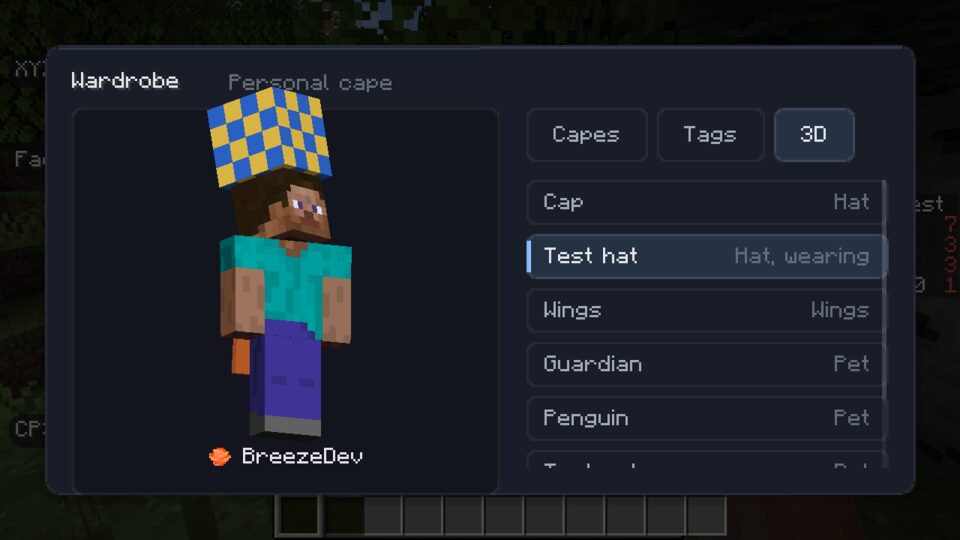 Wardrobe Personal cape
XYZ
Capes Tags 3D
Cap Hat
Test hat Hat, wearing
Wings Wings
Guardian Pet
Penguin Pet
BreezeDev